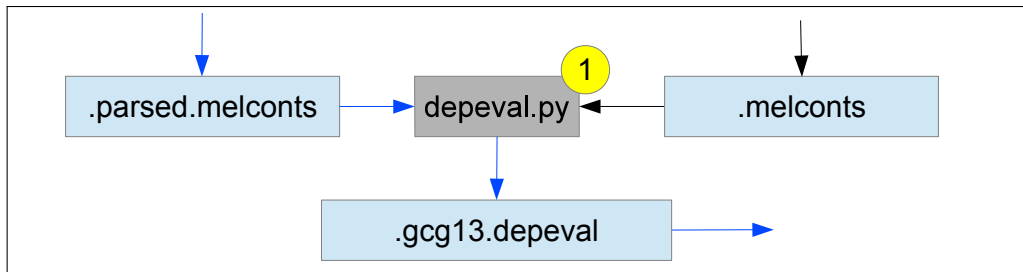 1
.parsed.melconts
depeval.py
.melconts
.gcg13.depeval